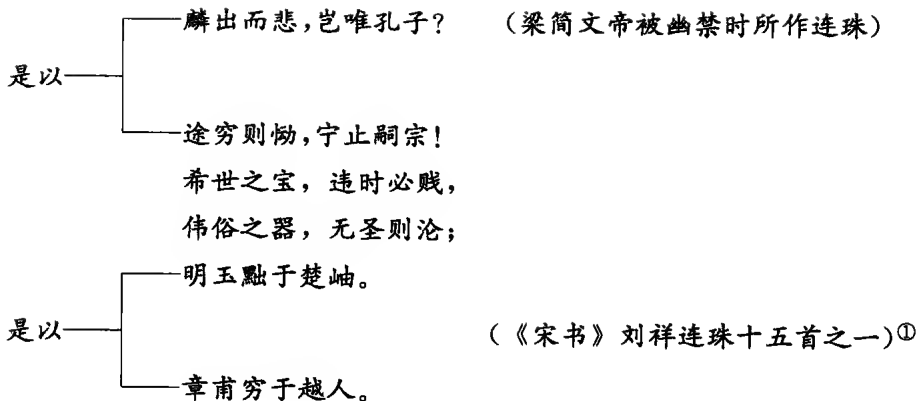 麟出而悲,岂唯孔子? (梁简文帝被幽禁时所作连珠)
是以
途穷则恸,宁止嗣宗!
希世之宝,违时必贱,
伟俗之器,无圣则沦;
明玉黜于楚岫。
是以 (《宋书》刘祥连珠十五首之一)①
章甫穷于越人。